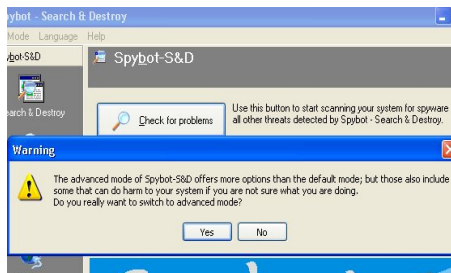 Spybot - Search & Destroy
Mode Language Help
Spybot-S&D
Spybot-S&D
Search & Destroy
Check for problems
Use this button to start scanning your system for spyware
all other threats detected by Spybot - Search & Destroy.
Warning
The advanced mode of Spybot-S&D offers more options than the default mode; but those also include
some that can do harm to your system if you are not sure what you are doing.
Do you really want to switch to advanced mode?
Yes
No